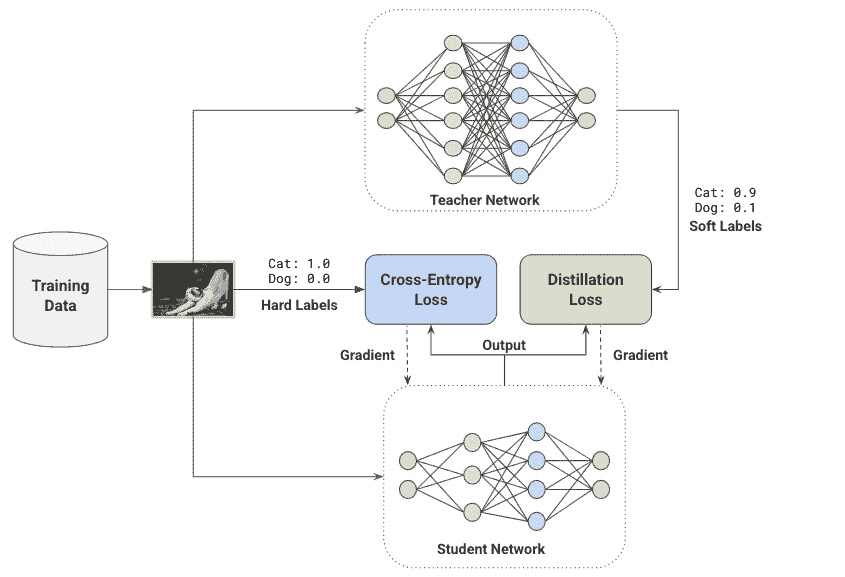 Teacher Network
Cat: 0.9
Dog: 0.1
Soft Labels
Training
Data
Cat: 1.0
Dog: 0.0
Hard Labels
Cross-Entropy
Loss
Distillation
Loss
Gradient
Output
Gradient
Student Network